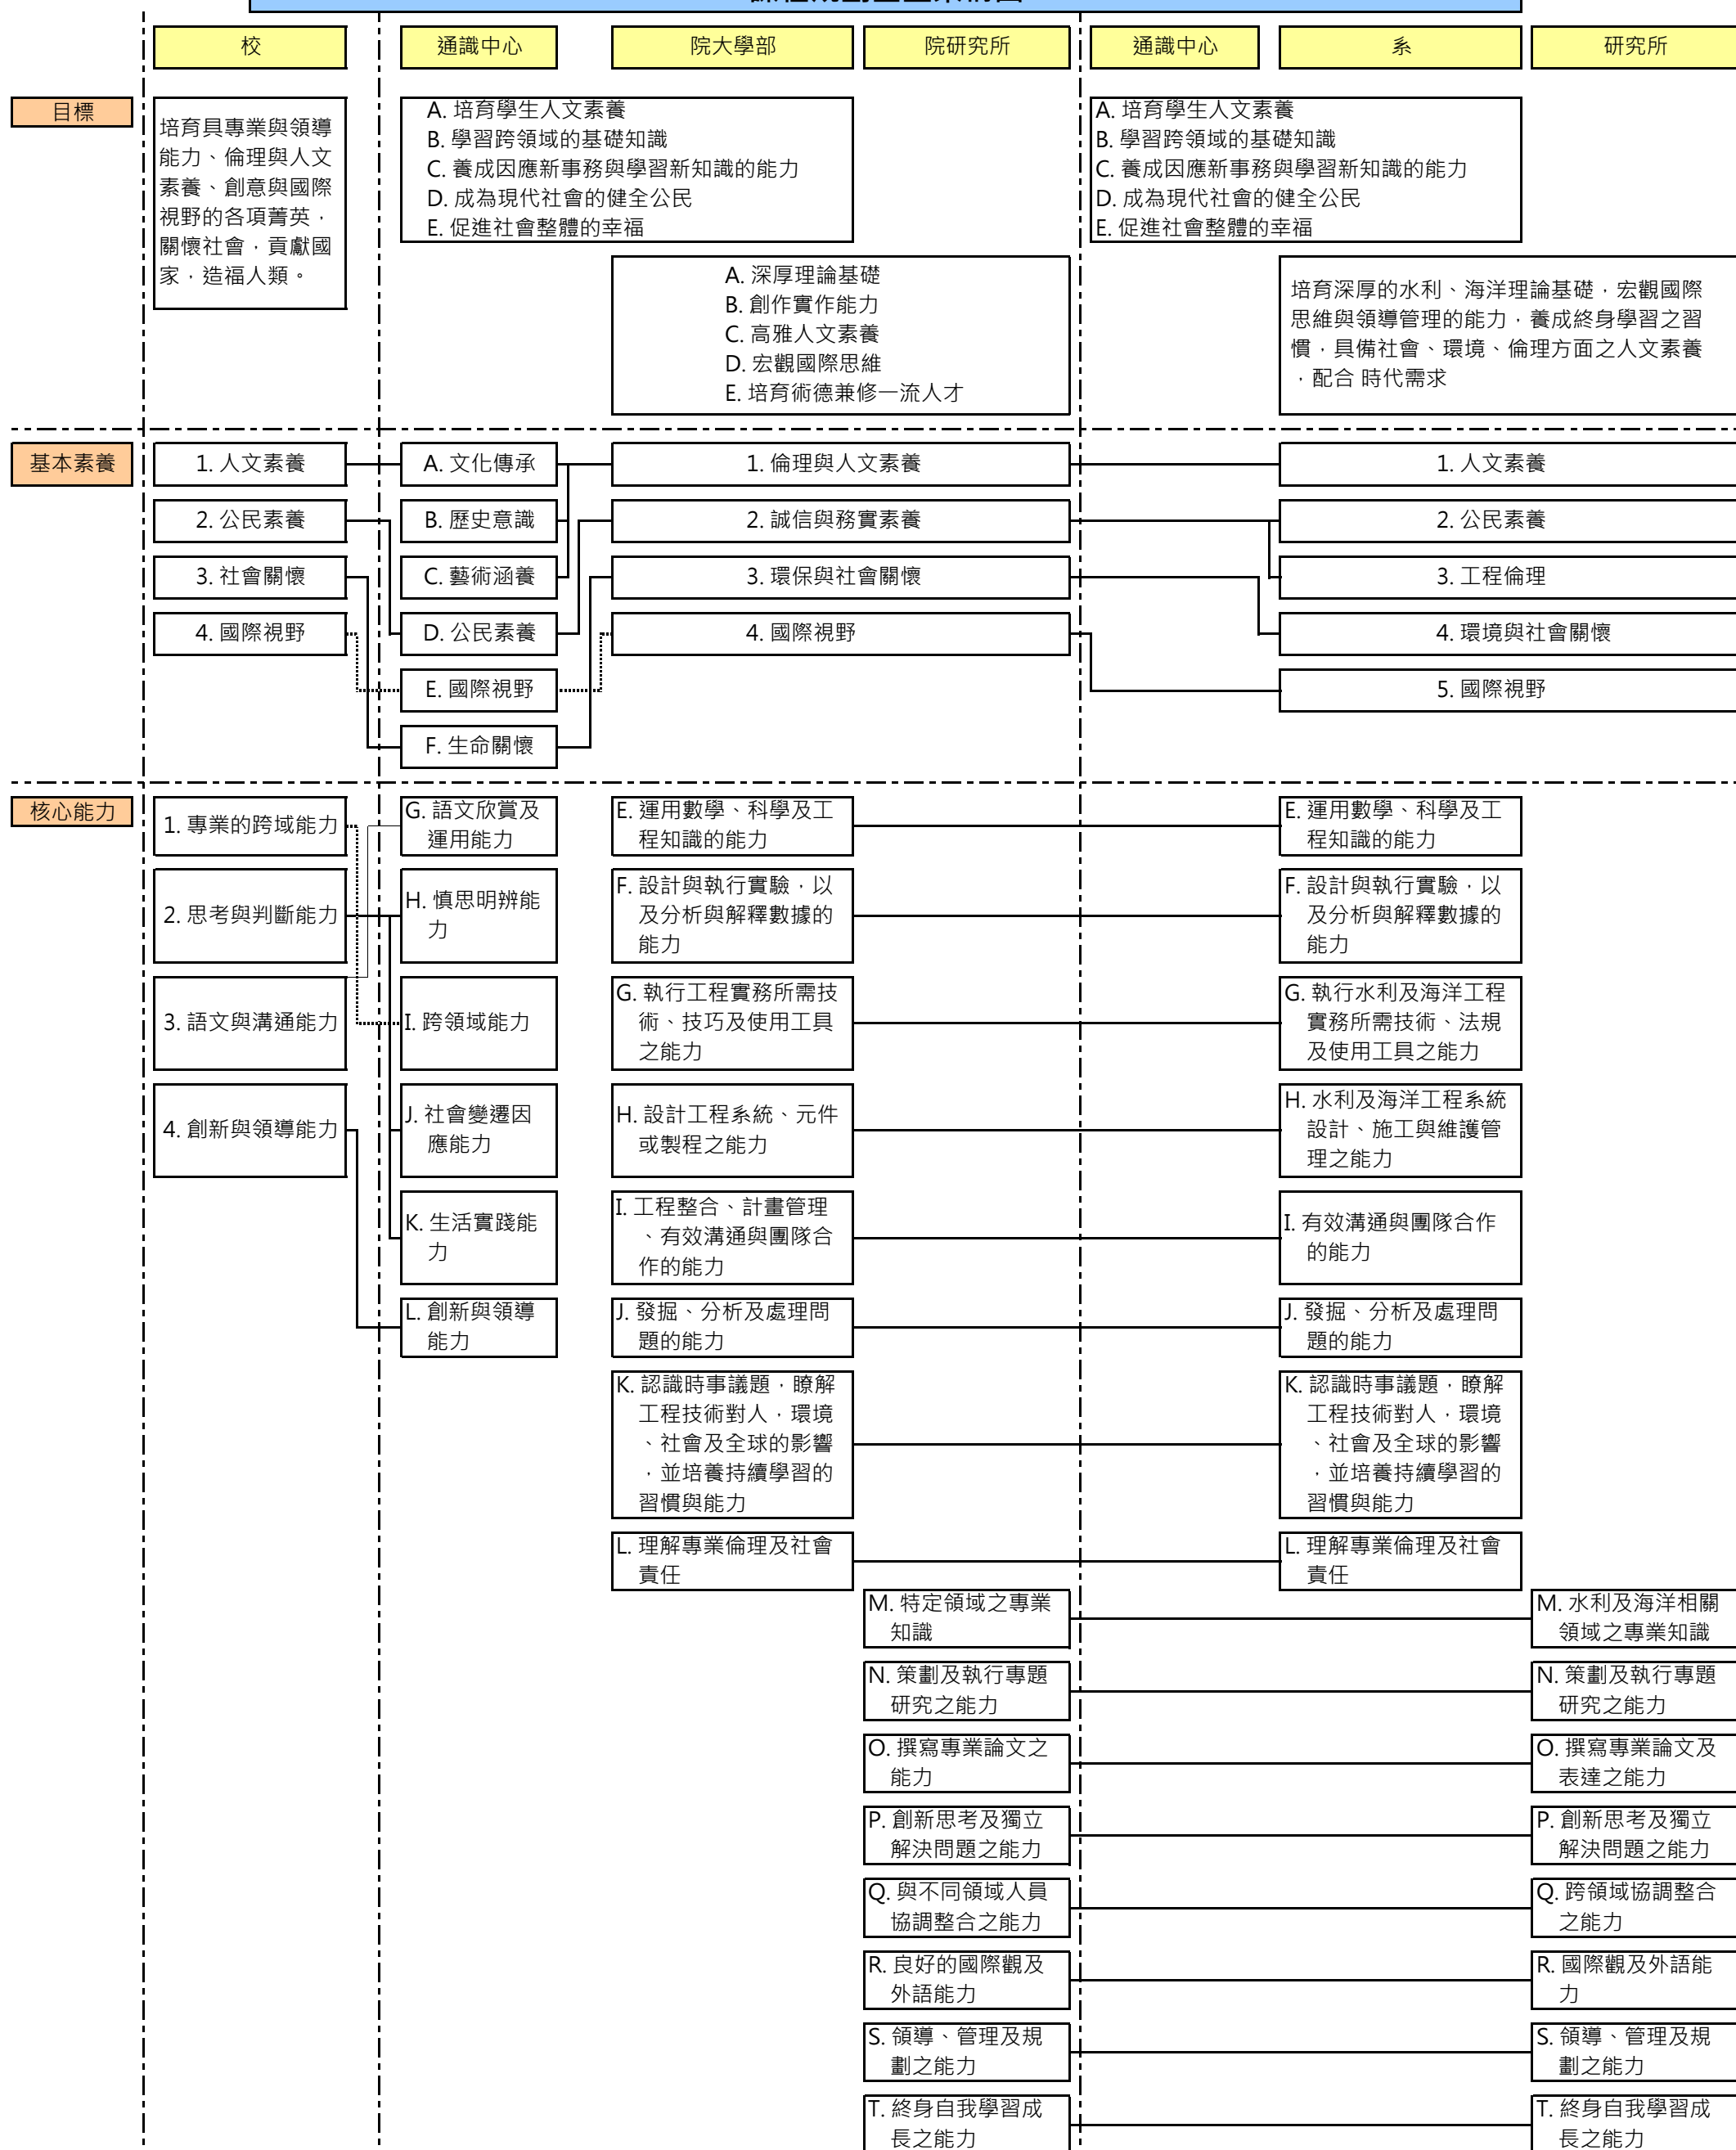 校
通識中心
院大學部
院研究所
通識中心
系
研究所
目標
培育具專業與領導
能力、倫理與人文
素養、創意與國際
視野的各項菁英，
關懷社會，貢獻國
家，造福人類。
A. 培育學生人文素養
B. 學習跨領域的基礎知識
C. 養成因應新事務與學習新知識的能力
D. 成為現代社會的健全公民
E. 促進社會整體的幸福
A. 培育學生人文素養
B. 學習跨領域的基礎知識
C. 養成因應新事務與學習新知識的能力
D. 成為現代社會的健全公民
E. 促進社會整體的幸福
A. 深厚理論基礎
B. 創作實作能力
C. 高雅人文素養
D. 宏觀國際思維
E. 培育術德兼修一流人才
培育深厚的水利、海洋理論基礎，宏觀國際
思維與領導管理的能力，養成終身學習之習
慣，具備社會、環境、倫理方面之人文素養
，配合 時代需求
基本素養
1. 人文素養
2. 公民素養
3. 社會關懷
4. 國際視野
A. 文化傳承
B. 歷史意識
C. 藝術涵養
D. 公民素養
E. 國際視野
F. 生命關懷
1. 倫理與人文素養
2. 誠信與務實素養
3. 環保與社會關懷
4. 國際視野
1. 人文素養
2. 公民素養
3. 工程倫理
4. 環境與社會關懷
5. 國際視野
核心能力
1. 專業的跨域能力
2. 思考與判斷能力
3. 語文與溝通能力
4. 創新與領導能力
G. 語文欣賞及
運用能力
H. 慎思明辨能
力
I. 跨領域能力
J. 社會變遷因
應能力
K. 生活實踐能
力
L. 創新與領導
能力
E. 運用數學、科學及工
程知識的能力
F. 設計與執行實驗，以
及分析與解釋數據的
能力
G. 執行工程實務所需技
術、技巧及使用工具
之能力
H. 設計工程系統、元件
或製程之能力
I. 工程整合、計畫管理
、有效溝通與團隊合
作的能力
J. 發掘、分析及處理問
題的能力
K. 認識時事議題，瞭解
工程技術對人，環境
、社會及全球的影響
，並培養持續學習的
習慣與能力
L. 理解專業倫理及社會
責任
E. 運用數學、科學及工
程知識的能力
F. 設計與執行實驗，以
及分析與解釋數據的
能力
G. 執行水利及海洋工程
實務所需技術、法規
及使用工具之能力
H. 水利及海洋工程系統
設計、施工與維護管
理之能力
I. 有效溝通與團隊合作
的能力
J. 發掘、分析及處理問
題的能力
K. 認識時事議題，瞭解
工程技術對人，環境
、社會及全球的影響
，並培養持續學習的
習慣與能力
L. 理解專業倫理及社會
責任
M. 特定領域之專業
知識
N. 策劃及執行專題
研究之能力
O. 撰寫專業論文之
能力
P. 創新思考及獨立
解決問題之能力
Q. 與不同領域人員
協調整合之能力
R. 良好的國際觀及
外語能力
S. 領導、管理及規
劃之能力
T. 終身自我學習成
長之能力
M. 水利及海洋相關
領域之專業知識
N. 策劃及執行專題
研究之能力
O. 撰寫專業論文及
表達之能力
P. 創新思考及獨立
解決問題之能力
Q. 跨領域協調整合
之能力
R. 國際觀及外語能
力
S. 領導、管理及規
劃之能力
T. 終身自我學習成
長之能力